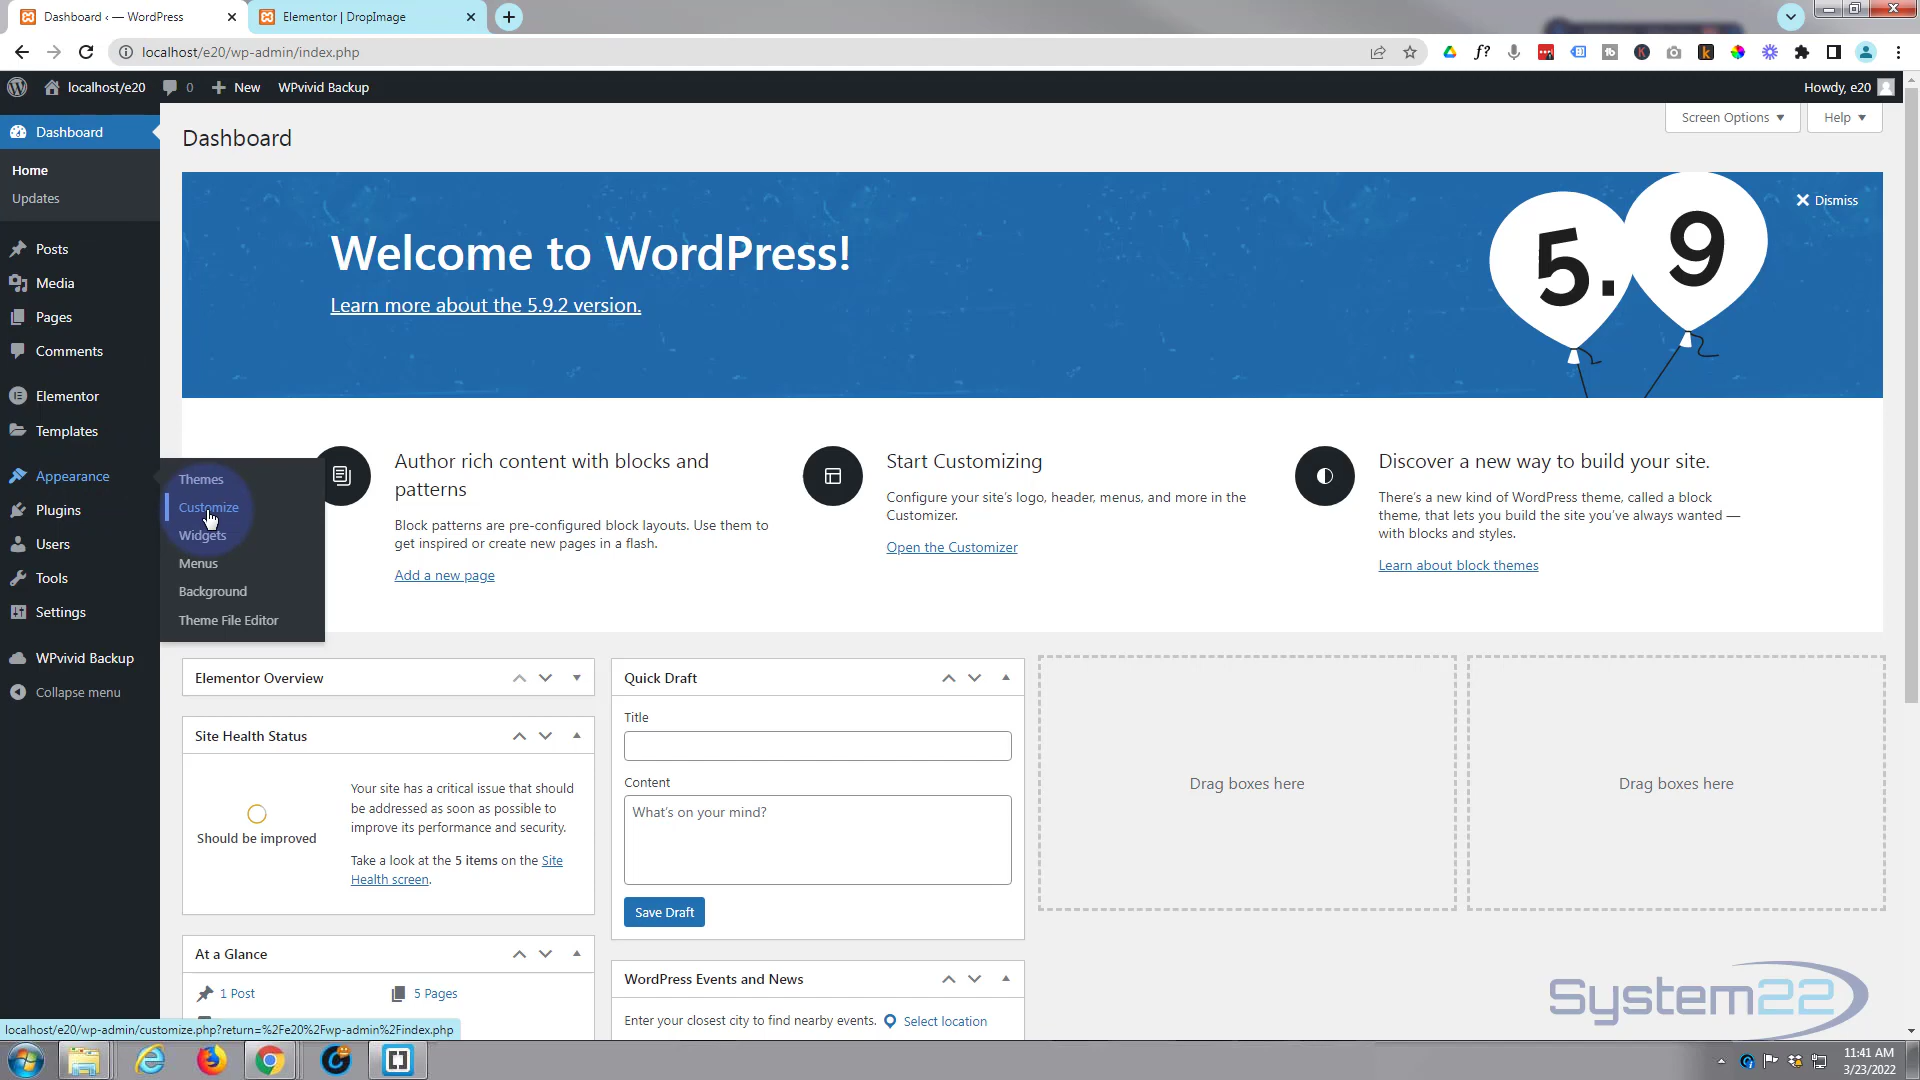 Dashboard ‹ — WordPress
Elementor | DropImage
localhost/e20/wp-admin/index.php
localhost/e20
0
New
WPvivid Backup
Howdy, e20
Dashboard
Home
Updates
Posts
Media
Pages
Comments
Elementor
Templates
Appearance
Plugins
Users
Tools
Settings
WPvivid Backup
Collapse menu
Themes
Customize
Widgets
Menus
Background
Theme File Editor
Dashboard
Screen Options
Help
Welcome to WordPress!
Learn more about the 5.9.2 version.
5.9
Dismiss
Author rich content with blocks and
patterns
Block patterns are pre-configured block layouts. Use them to
get inspired or create new pages in a flash.
Add a new page
Start Customizing
Configure your site's logo, header, menus, and more in the
Customizer.
Open the Customizer
Discover a new way to build your site.
There's a new kind of WordPress theme, called a block
theme, that lets you build the site you've always wanted —
with blocks and styles.
Learn about block themes
Elementor Overview
Site Health Status
Should be improved
Your site has a critical issue that should
be addressed as soon as possible to
improve its performance and security.
Take a look at the 5 items on the Site
Health screen.
At a Glance
1 Post
5 Pages
Quick Draft
Title
Content
What's on your mind?
Save Draft
WordPress Events and News
Enter your closest city to find nearby events.
Select location
Drag boxes here
Drag boxes here
System22
localhost/e20/wp-admin/customize.php?return=%2Fe20%2Fwp-admin%2Findex.php
11:41 AM
3/23/2022